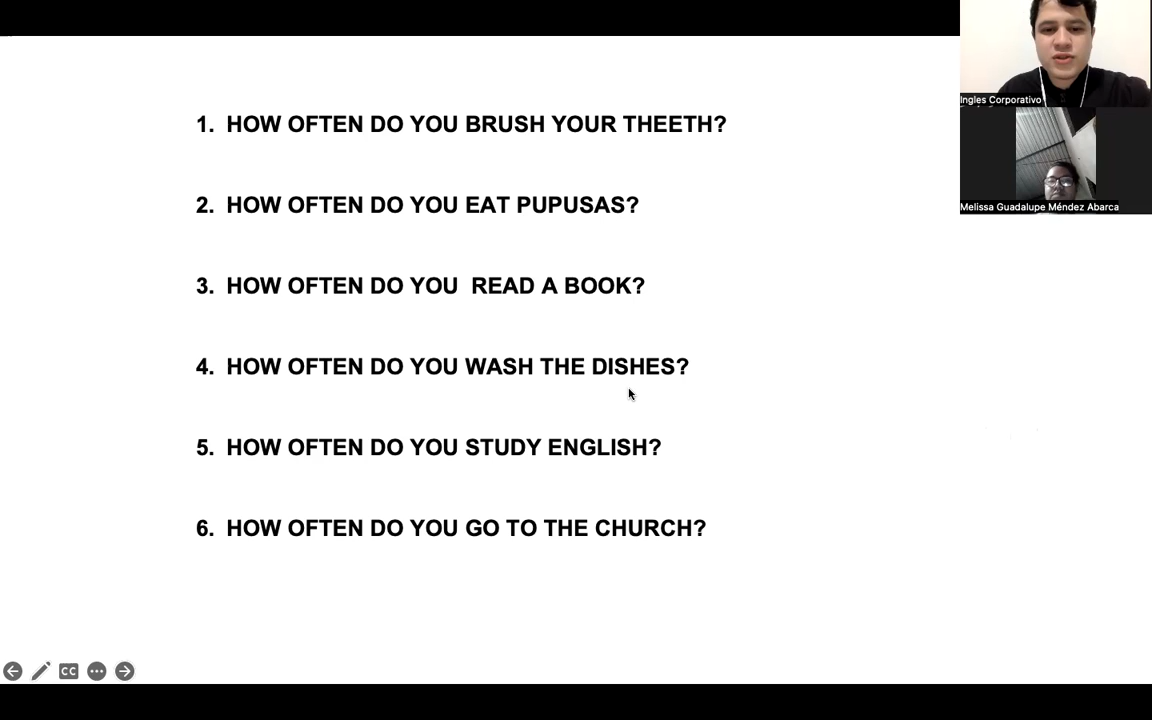 Ingles Corporativo
1. HOW OFTEN DO YOU BRUSH YOUR THEETH?
Melissa Guadalupe Méndez Abarca
2. HOW OFTEN DO YOU EAT PUPUSAS?
3. HOW OFTEN DO YOU  READ A BOOK?
4. HOW OFTEN DO YOU WASH THE DISHES?
5. HOW OFTEN DO YOU STUDY ENGLISH?
6. HOW OFTEN DO YOU GO TO THE CHURCH?
CC